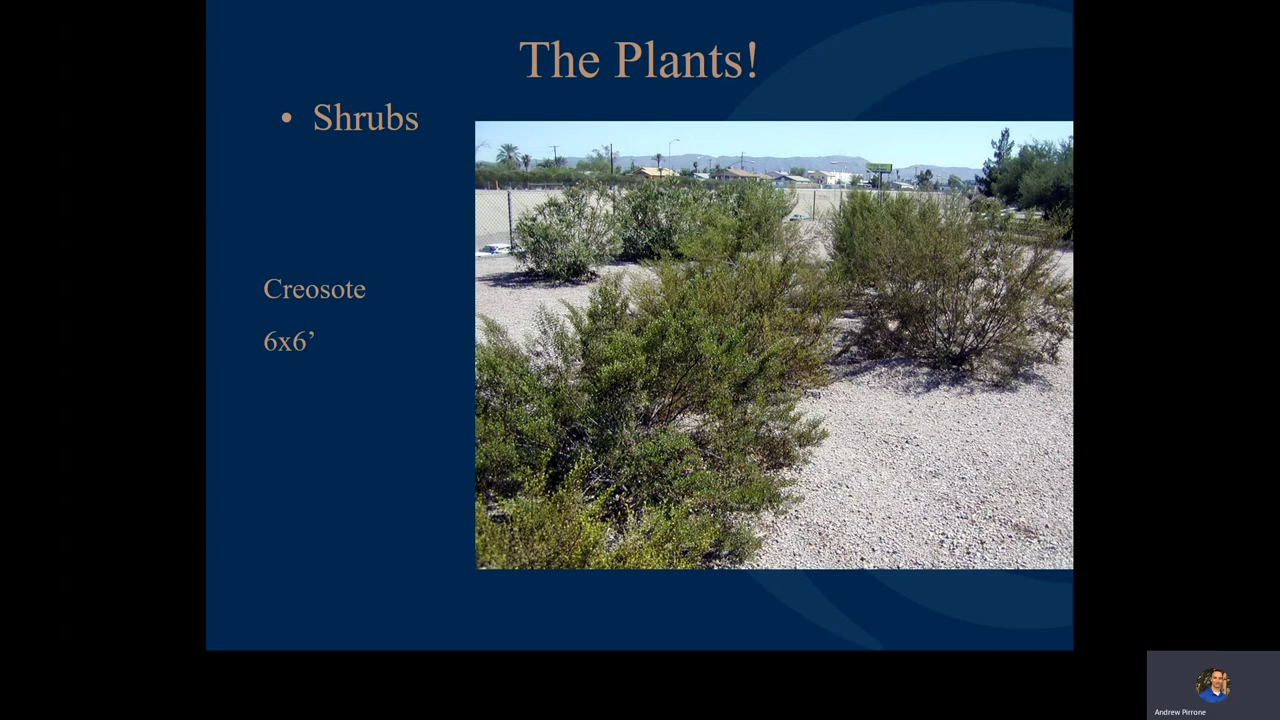 The Plants!
• Shrubs
Creosote
6x6’
Andrew Pirrone